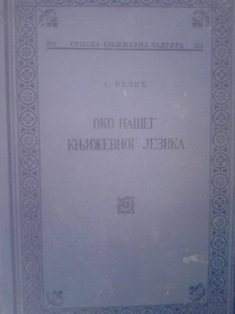 СРПСКА КЊИЖЕВНА ЗАДРУГА
А. БЕЛИЋ
ОКО НАШЕГ
КЊИЖЕВНОГ ЈЕЗИКА